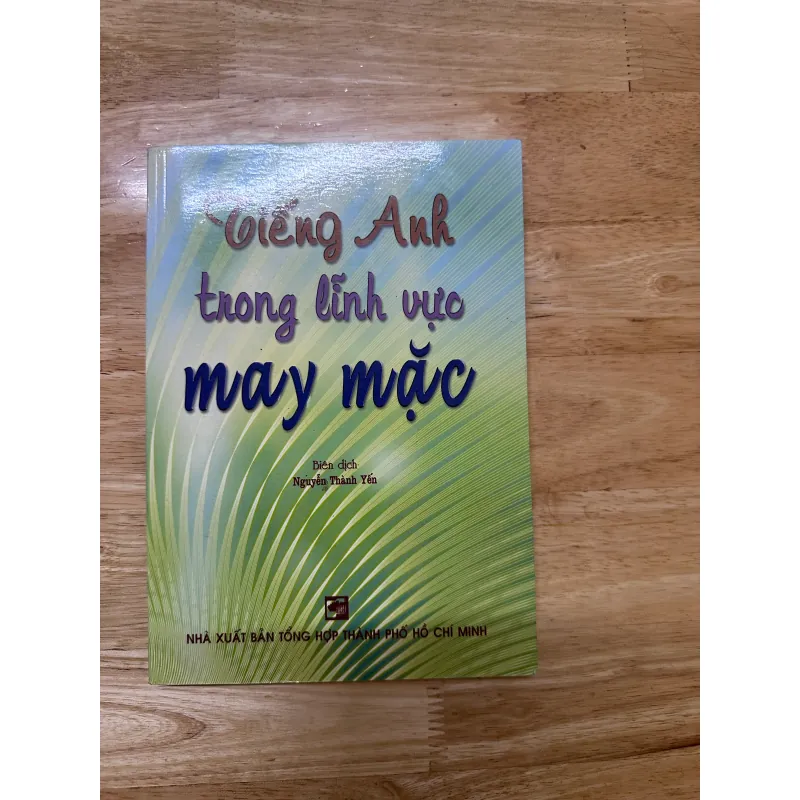 Tiếng Anh
trong lĩnh vực
may mặc
Biên dịch
Nguyễn Thành Yến
NHÀ XUẤT BẢN TỔNG HỢP THÀNH PHỐ HỒ CHÍ MINH